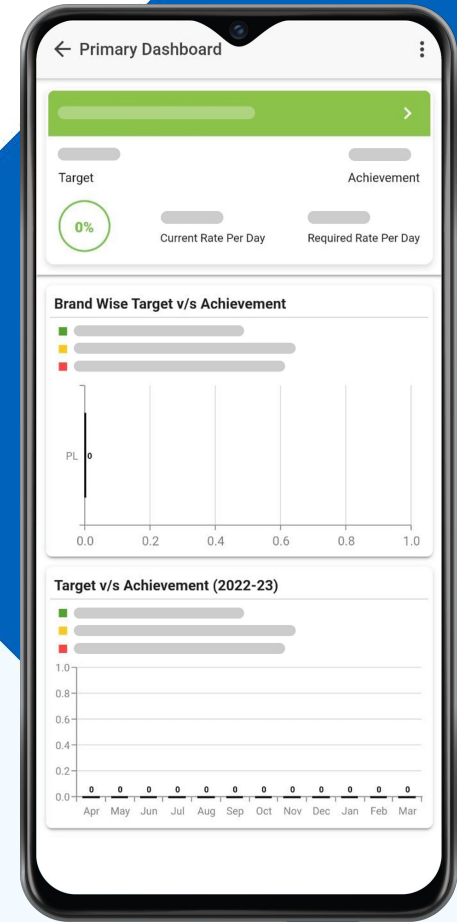 Primary Dashboard
Target Achievement
0%
Current Rate Per Day Required Rate Per Day
Brand Wise Target v/s Achievement
PL 0
0.0 0.2 0.4 0.6 0.8 1.0
Target v/s Achievement (2022-23)
1.0
0.8
0.6
0.4
0.2
0 0 0 0 0 0 0 0 0 0 0 0
0.0
Apr May Jun Jul Aug Sep Oct Nov Dec Jan Feb Mar